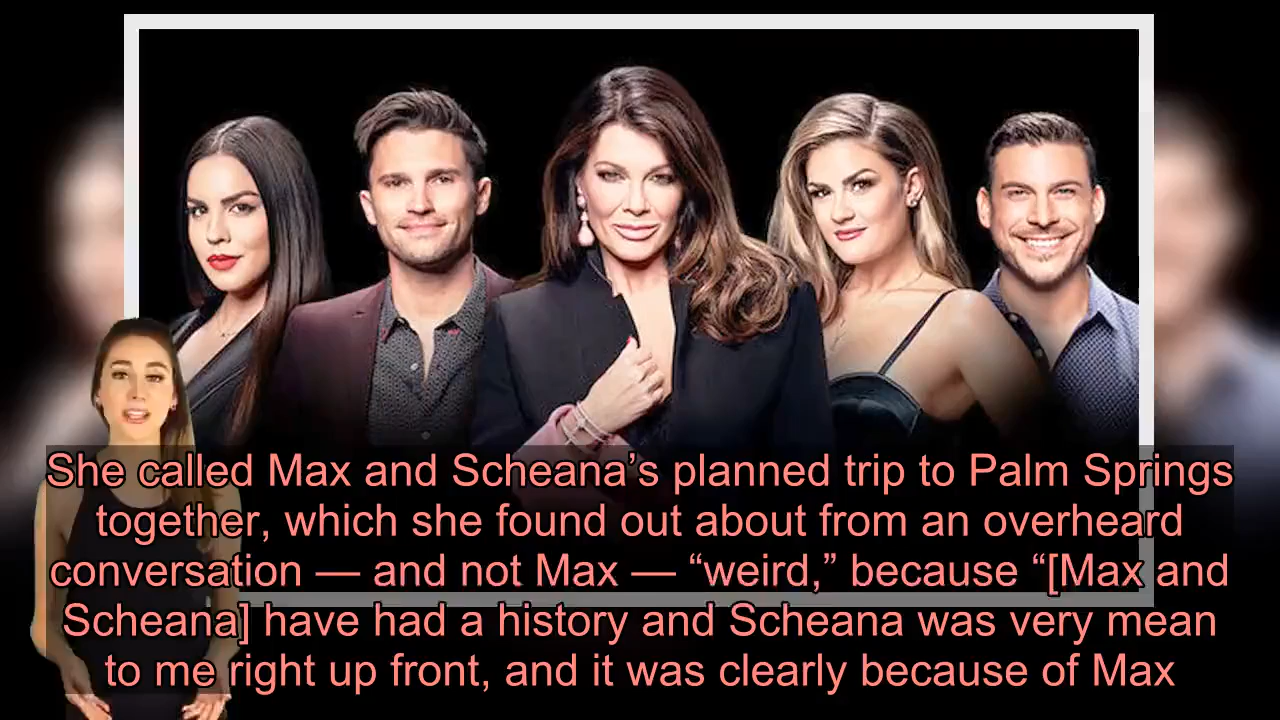 She called Max and Scheana’s planned trip to Palm Springs
together, which she found out about from an overheard
conversation — and not Max — “weird,” because “[Max and
Scheana] have had a history and Scheana was very mean
to me right up front, and it was clearly because of Max